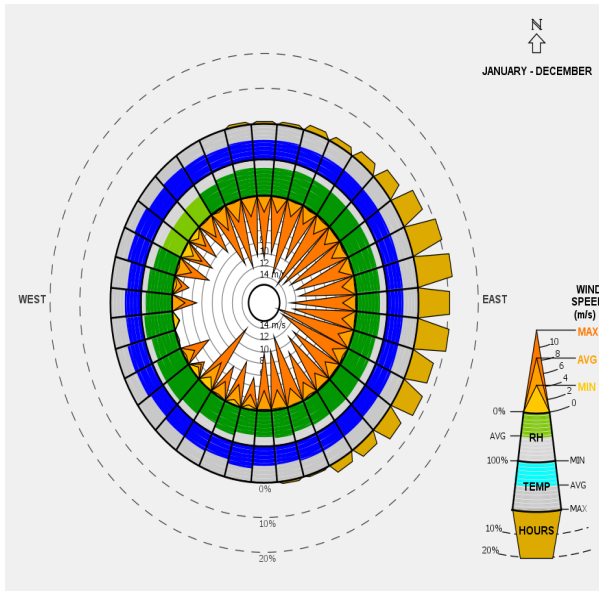 N
JANUARY - DECEMBER
10
12
14 m/s
WEST
EAST
14 m/s
12
10
8
0%
10%
20%
WIND
SPEED
(m/s)
MAX
10
8
AVG
6
4
MIN
2
0%
0
AVG
RH
100%
MIN
TEMP
AVG
MAX
HOURS
10%
20%